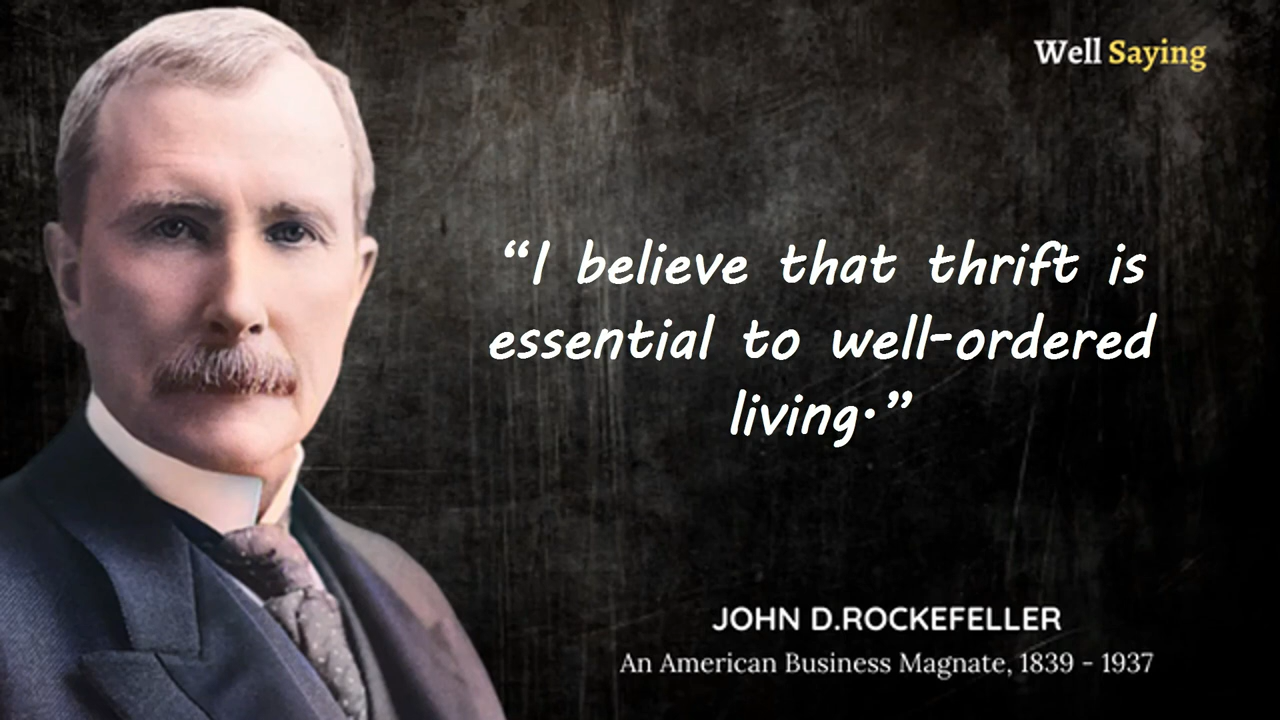 Well Saying
“I believe that thrift is
essential to well-ordered
living.”
JOHN D.ROCKEFELLER
An American Business Magnate, 1839 - 1937